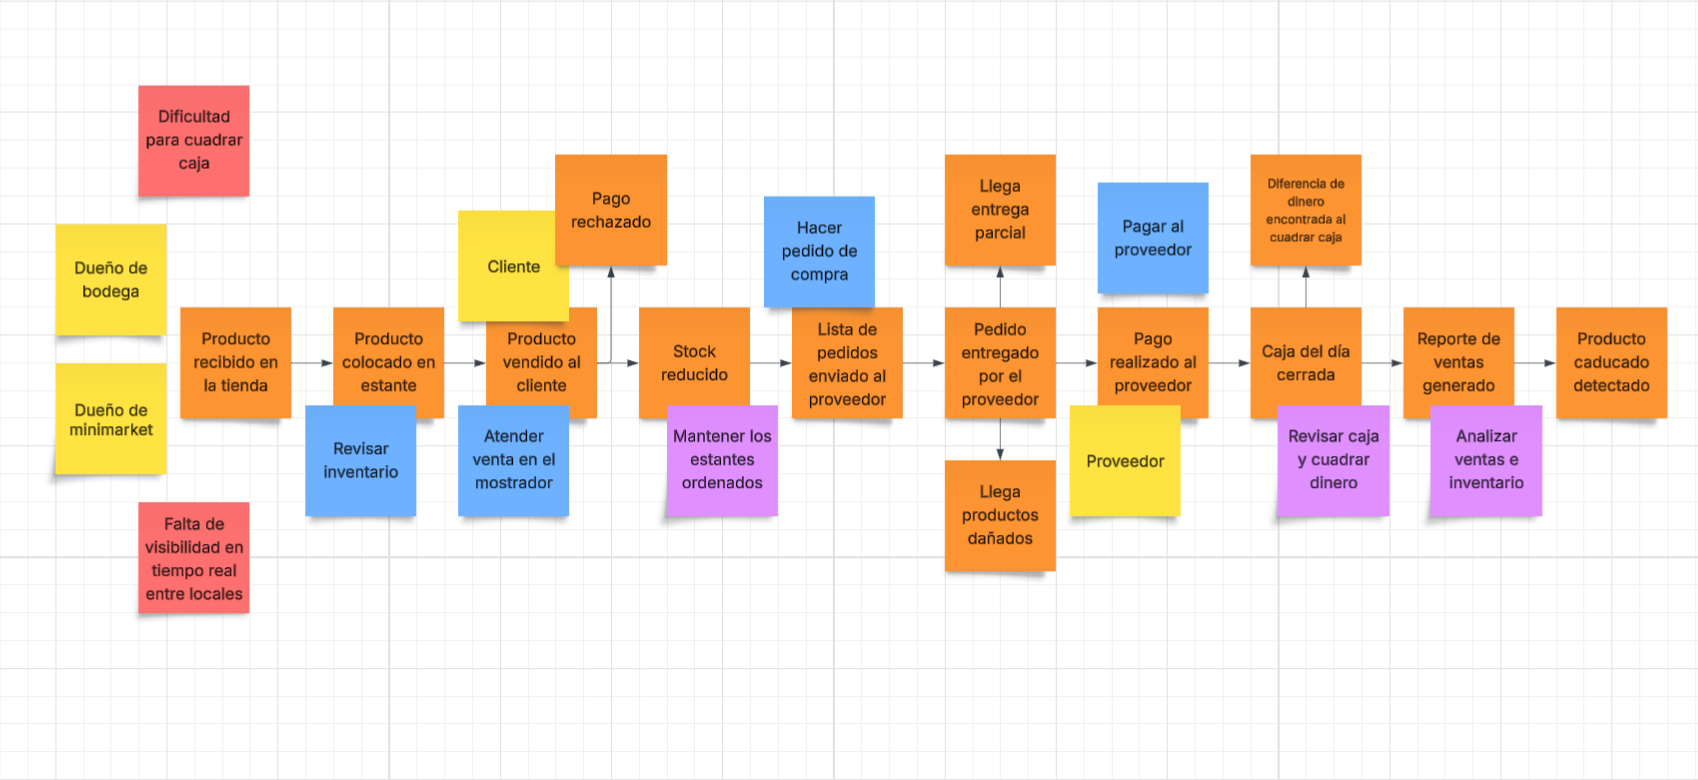 Dificultad
para cuadrar
caja
Dueño de
bodega
Dueño de
minimarket
Falta de
visibilidad en
tiempo real
entre locales
Producto
recibido en
la tienda
Producto
colocado en
estante
Revisar
inventario
Cliente
Pago
rechazado
Producto
vendido al
cliente
Atender
venta en el
mostrador
Stock
reducido
Mantener los
estantes
ordenados
Hacer
pedido de
compra
Lista de
pedidos
enviado al
proveedor
Llega
entrega
parcial
Pedido
entregado
por el
proveedor
Llega
productos
dañados
Pagar al
proveedor
Pago
realizado al
proveedor
Proveedor
Diferencia de
dinero
encontrada al
cuadrar caja
Caja del día
cerrada
Revisar caja
y cuadrar
dinero
Reporte de
ventas
generado
Analizar
ventas e
inventario
Producto
caducado
detectado